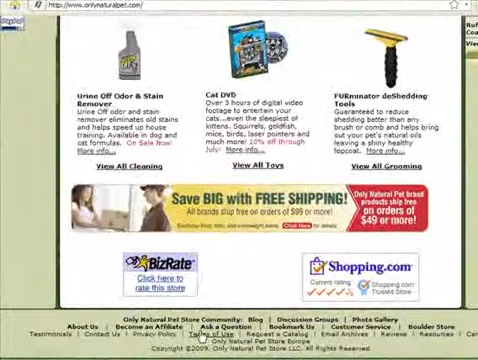 http://www.onlynaturalpet.com/
Urine Off Odor & Stain
Remover
Urine Off odor and stain
remover eliminates old stains
and helps speed up house
training. Available in dog and
cat formulas. On Sale Now!
More info...
View All Cleaning
Cat DVD
Over 3 hours of digital video
footage to entertain your
cats...even the sleepiest of
kittens. Squirrels, goldfish,
mice, birds, laser pointers and
much more! 10% off through
July! More info...
View All Toys
FURminator deShedding
Tools
Guaranteed to reduce
shedding better than any
brush or comb and helps bring
out your pet's natural oils
leaving a shiny healthy
topcoat. More info...
View All Grooming
Save BIG with FREE SHIPPING!
All brands ship free on orders of $99 or more!
Click Here for details
Only Natural Pet brand
products ship free
on orders of
$49 or more!
BizRate
Click here to
rate this store
Shopping.com
Current rating:
Shopping.com
Trusted Store
Only Natural Pet Store Community: Blog | Discussion Groups | Photo Gallery
About Us | Become an Affiliate | Ask a Question | Bookmark Us | Customer Service | Boulder Store
Testimonials | Contact Us | Privacy Policy | Terms of Use | Request a Catalog | Email Archives | Reviews | Resources
Only Natural Pet Store Europe
Copyright ©2009. Only Natural Pet Store LLC. All Rights Reserved